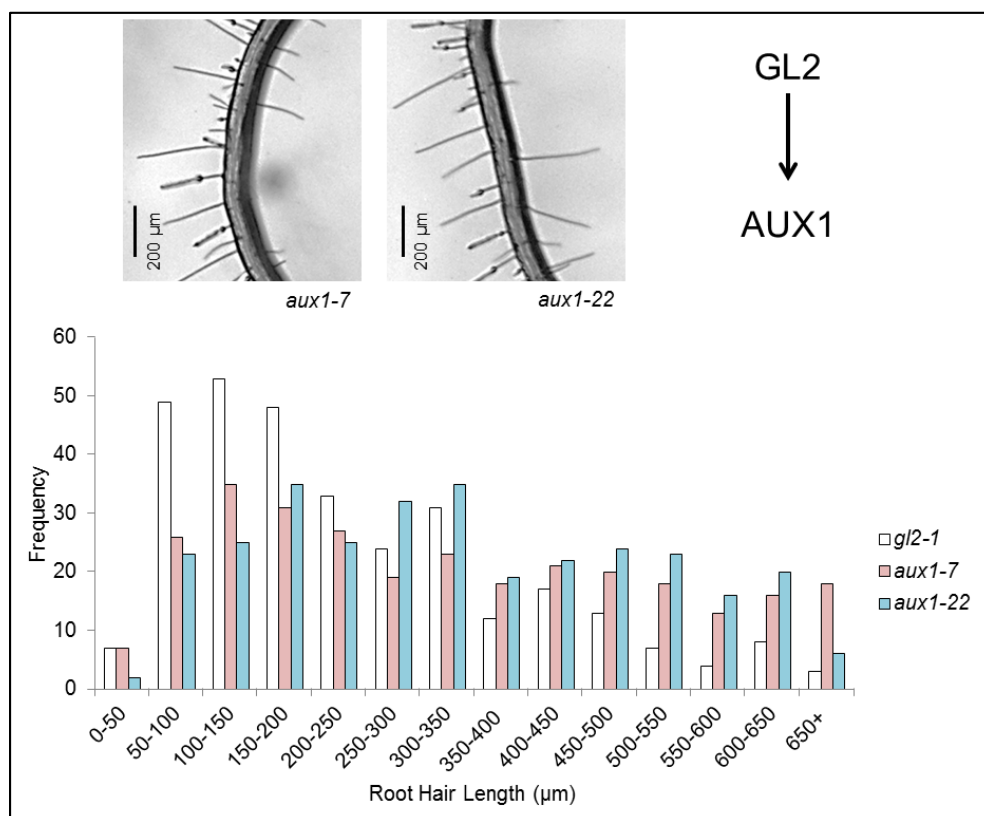 GL2
AUX1
200 µm
200 µm
aux1-7
aux1-22
60
50
40
30
20
10
0
Frequency
0-50
50-100
100-150
150-200
200-250
250-300
300-350
350-400
400-450
450-500
500-550
550-600
600-650
650+
Root Hair Length (µm)
gl2-1
aux1-7
aux1-22